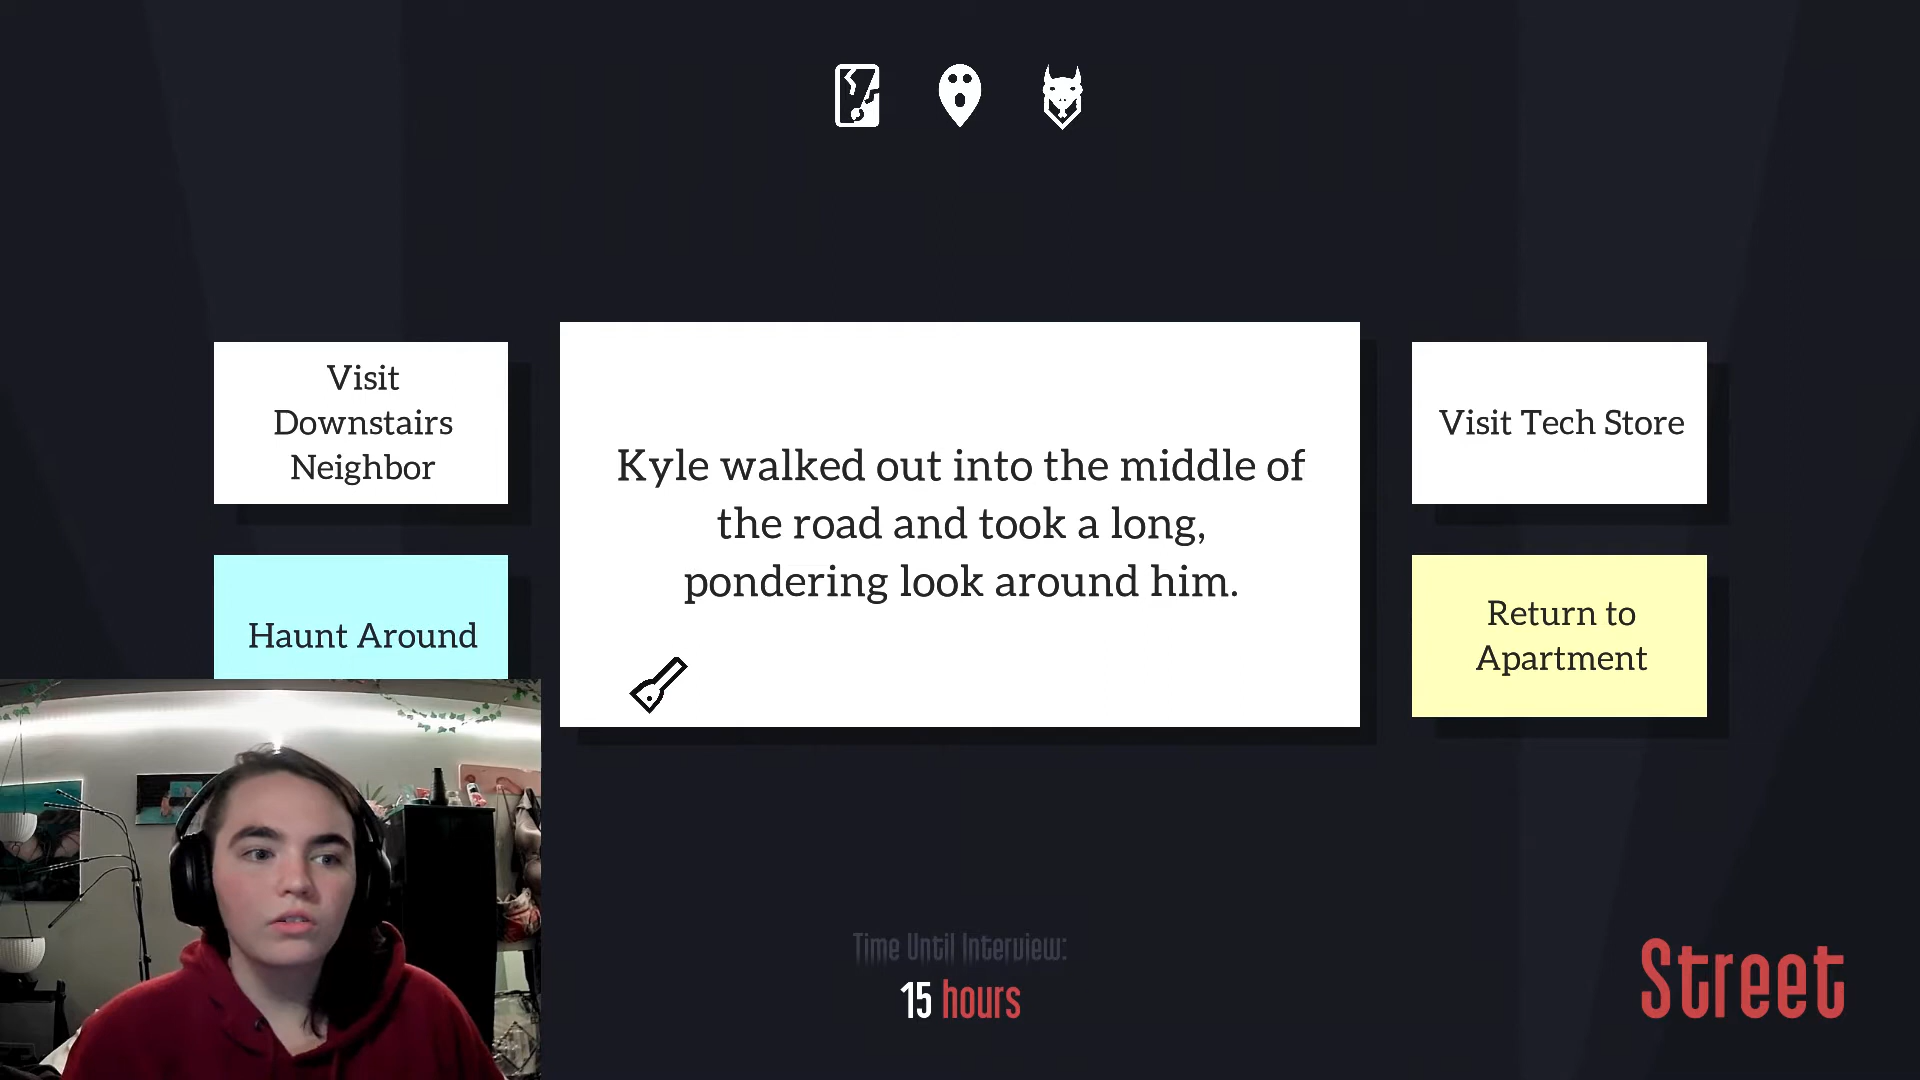 Visit
Downstairs
Neighbor
Haunt Around
Kyle walked out into the middle of
the road and took a long,
pondering look around him.
Visit Tech Store
Return to
Apartment
Time Until Interview:
15 hours
Street